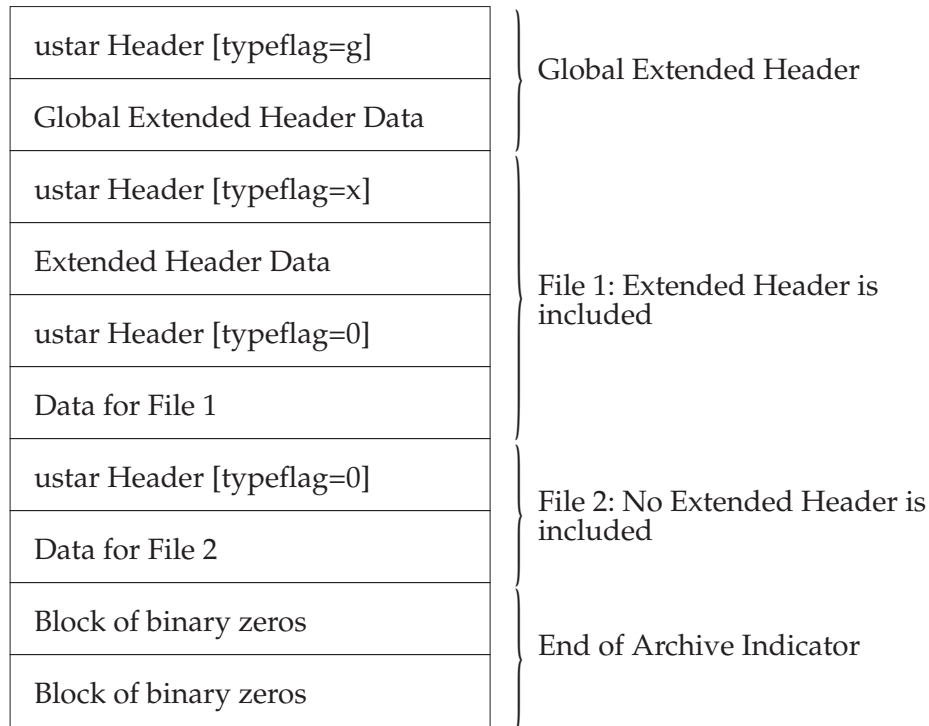 ustar Header [typeflag=g]
Global Extended Header Data
Global Extended Header
ustar Header [typeflag=x]
Extended Header Data
ustar Header [typeflag=0]
Data for File 1
File 1: Extended Header is
included
ustar Header [typeflag=0]
Data for File 2
File 2: No Extended Header is
included
Block of binary zeros
Block of binary zeros
End of Archive Indicator